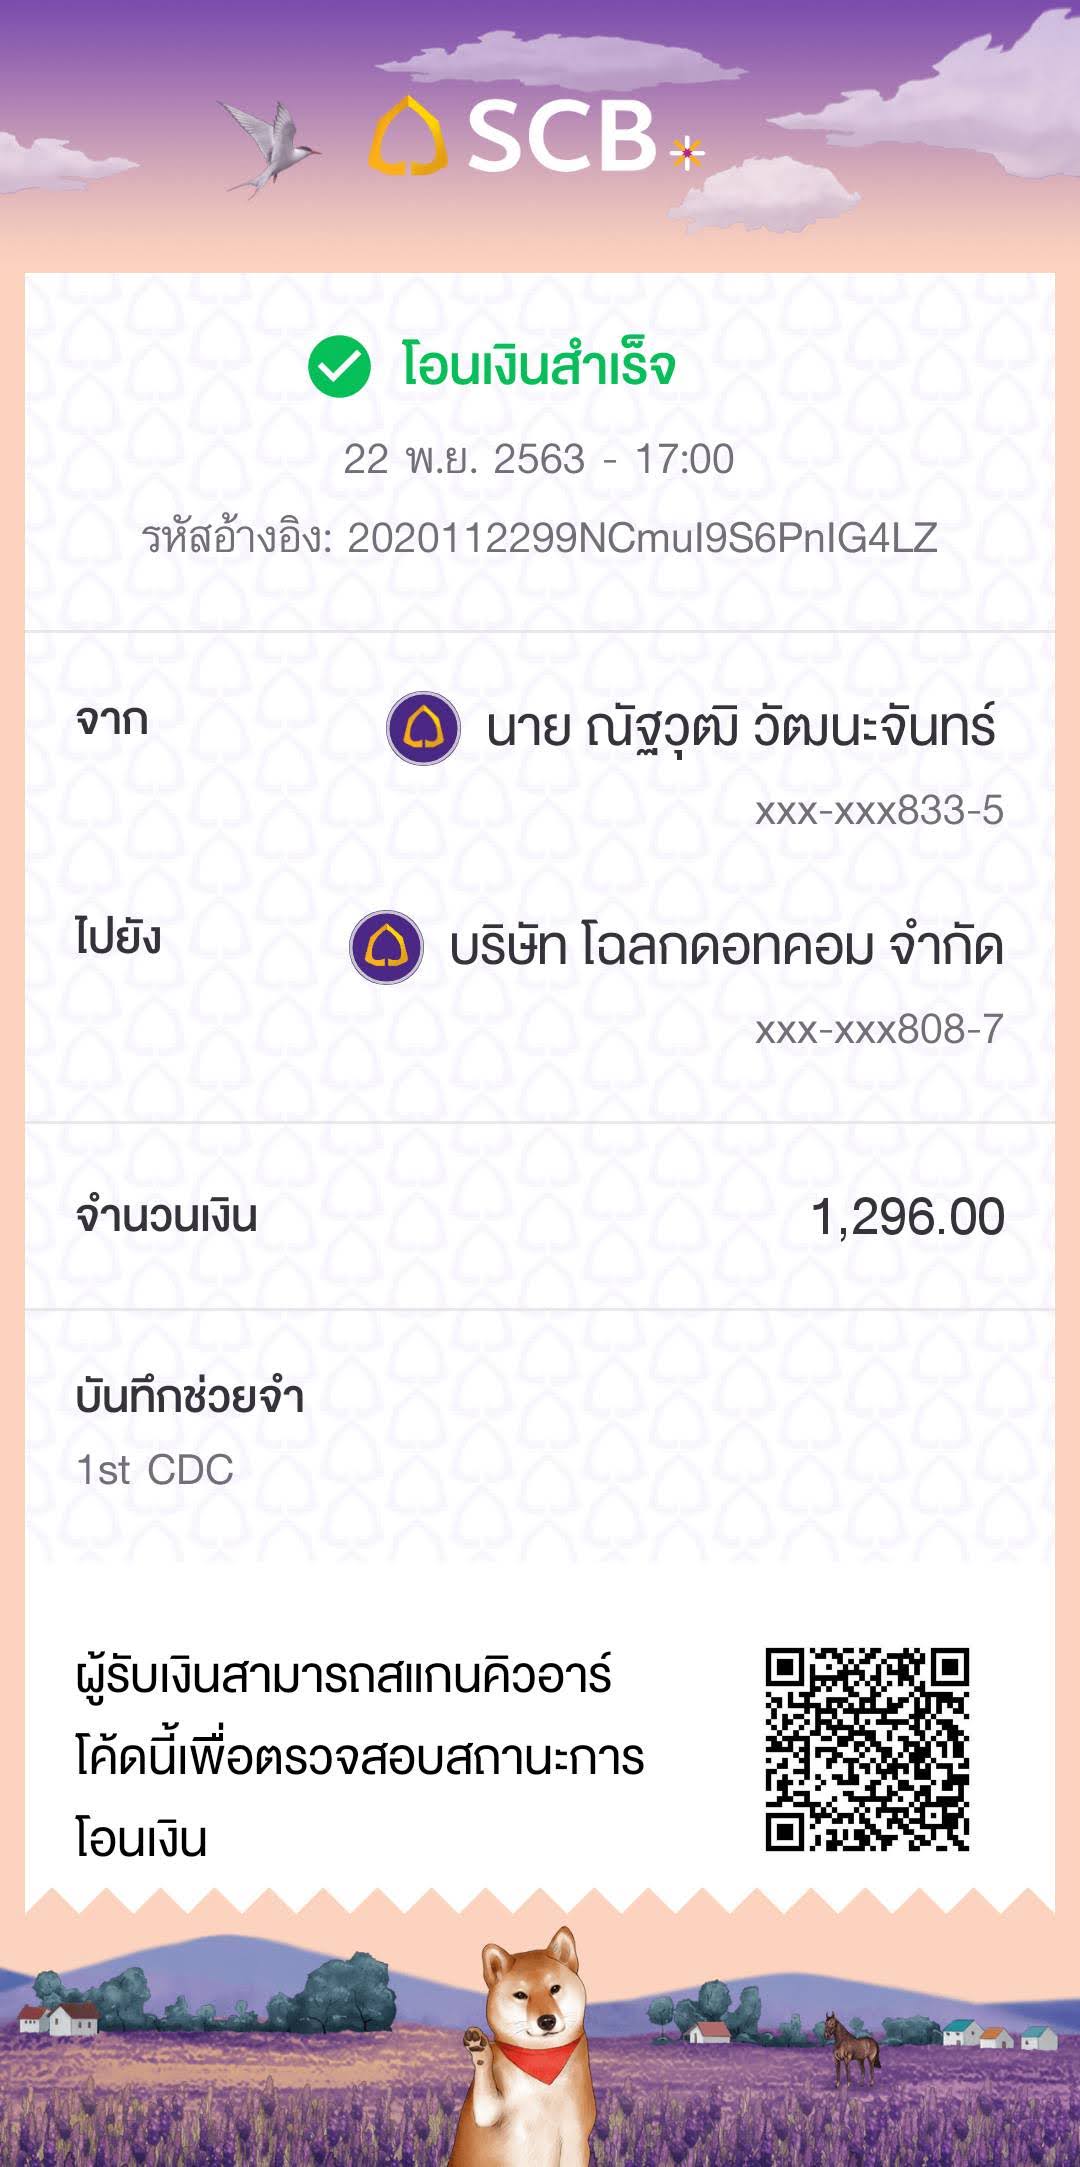 SCB
โอนเงินสำเร็จ
22 พ.ย. 2563 - 17:00
รหัสอ้างอิง: 2020112299NCmuI9S6PnIG4LZ
จาก
นาย ณัฐวุฒิ วัฒนะจันทร์
xxx-xxx833-5
ไปยัง
บริษัท โฉลกดอทคอม จำกัด
xxx-xxx808-7
จำนวนเงิน
1,296.00
บันทึกช่วยจำ
1st CDC
ผู้รับเงินสามารถสแกนคิวอาร์
โค้ดนี้เพื่อตรวจสอบสถานะการ
โอนเงิน